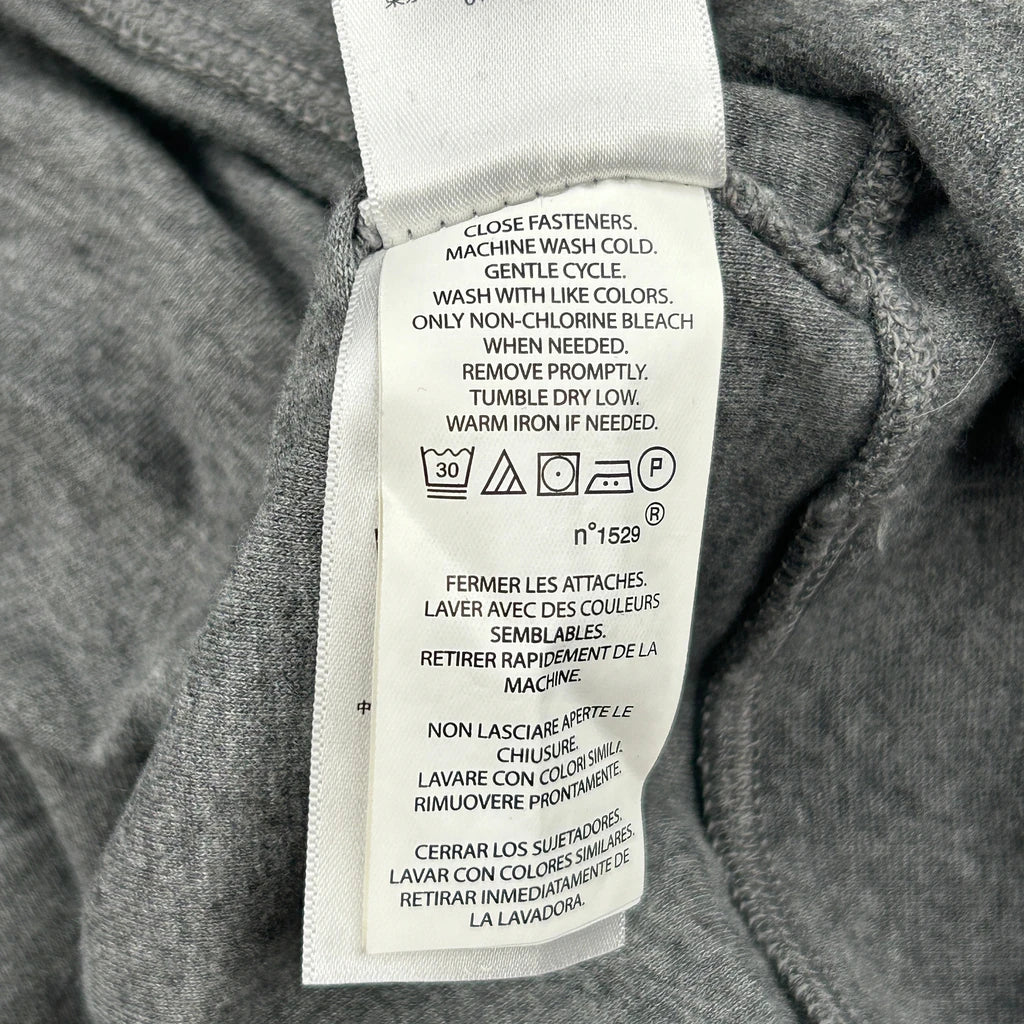 CLOSE FASTENERS.
MACHINE WASH COLD.
GENTLE CYCLE.
WASH WITH LIKE COLORS.
ONLY NON-CHLORINE BLEACH
WHEN NEEDED.
REMOVE PROMPTLY.
TUMBLE DRY LOW.
WARM IRON IF NEEDED.
30 P
®
n°1529
FERMER LES ATTACHES.
LAVER AVEC DES COULEURS
SEMBLABLES.
RETIRER RAPIDEMENT DE LA
MACHINE.
中
NON LASCIARE APERTE LE
CHIUSURE.
LAVARE CON COLORI SIMILI.
RIMUOVERE PRONTAMENTE.
CERRAR LOS SUJETADORES.
LAVAR CON COLORES SIMILARES.
RETIRAR INMEDIATAMENTE DE
LA LAVADORA.